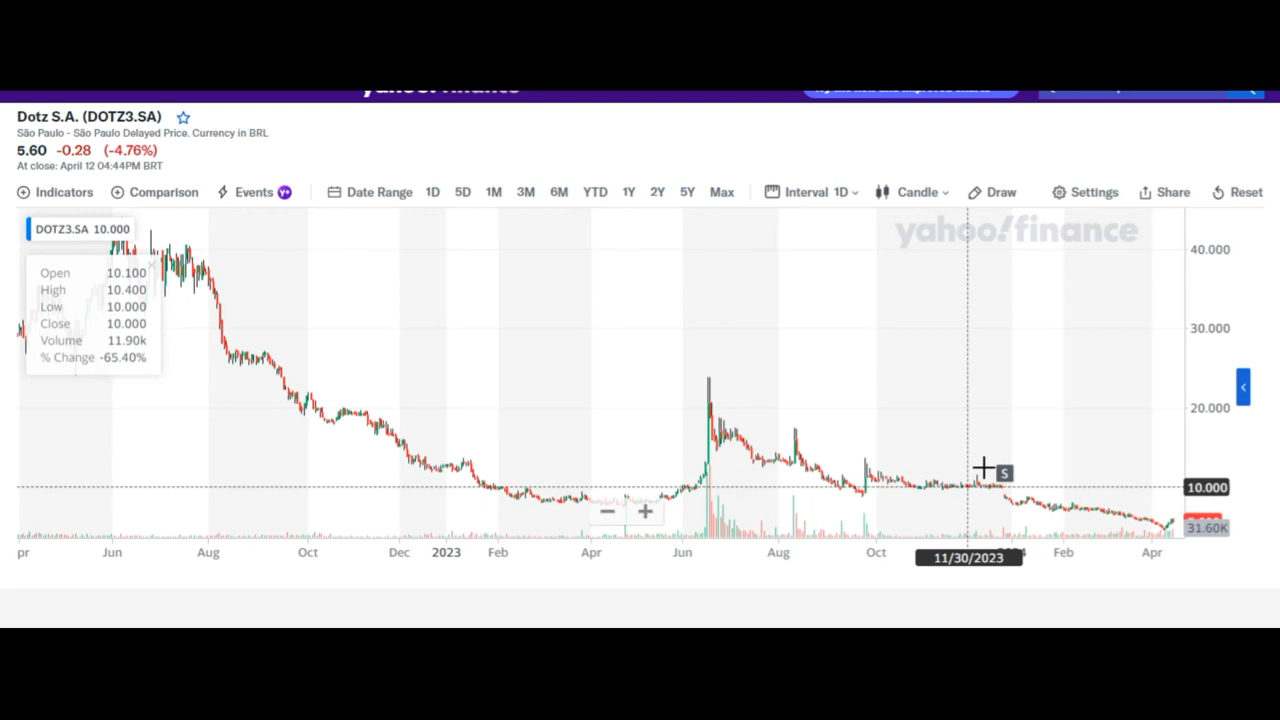 Dotz S.A. (DOTZ3.SA)
São Paulo - São Paulo Delayed Price. Currency in BRL
5.60 -0.28 (-4.76%)
At close: April 12 04:44PM BRT
Indicators Comparison Events Y+ Date Range 1D 5D 1M 3M 6M YTD 1Y 2Y 5Y Max Interval 1D Candle Draw Settings Share Reset
DOTZ3.SA 10.000
yahoo!finance
Open 10.100
High 10.400
Low 10.000
Close 10.000
Volume 11.90k
% Change -65.40%
40.000
30.000
20.000
S
10.000
31.60K
pr Jun Aug Oct Dec 2023 Feb Apr Jun Aug Oct Feb Apr
11/30/2023